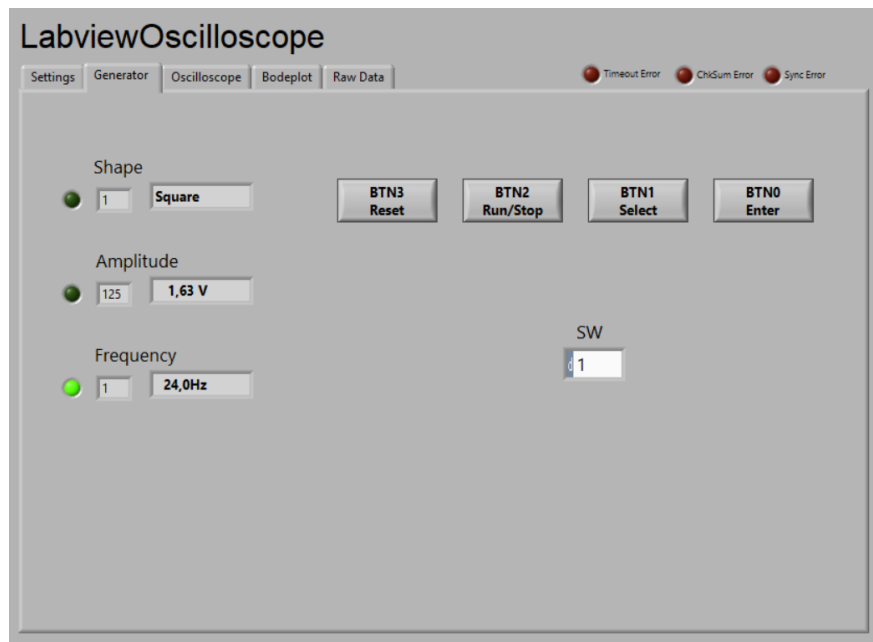 LabviewOscilloscope
Settings Generator Oscilloscope Bodeplot Raw Data
Timeout Error ChkSum Error Sync Error
Shape
1 Square
BTN3 Reset
BTN2 Run/Stop
BTN1 Select
BTN0 Enter
Amplitude
125 1,63 V
SW
d 1
Frequency
1 24,0Hz